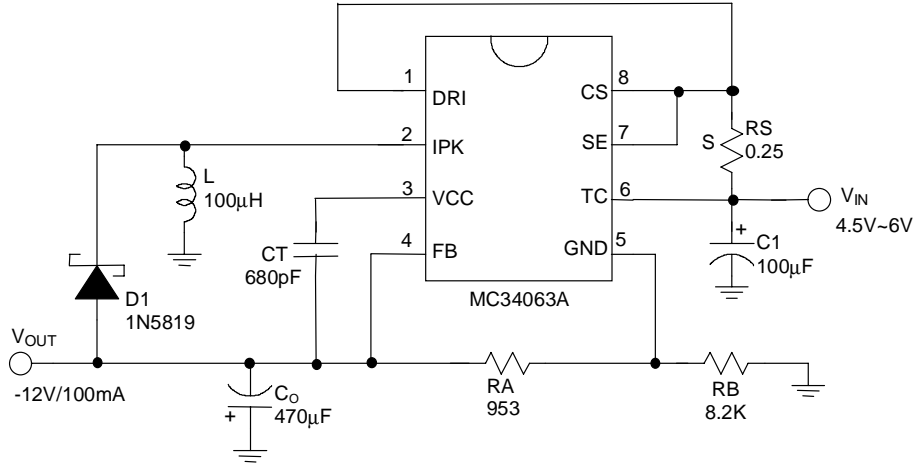 1
DRI
CS
8
2
IPK
SE
7
S
RS
0.25
L
100µH
3
VCC
TC
6
VIN
4.5V~6V
CT
680pF
4
FB
GND
5
+
C1
100µF
MC34063A
D1
1N5819
VOUT
-12V/100mA
CO
470µF
+
RA
953
RB
8.2K